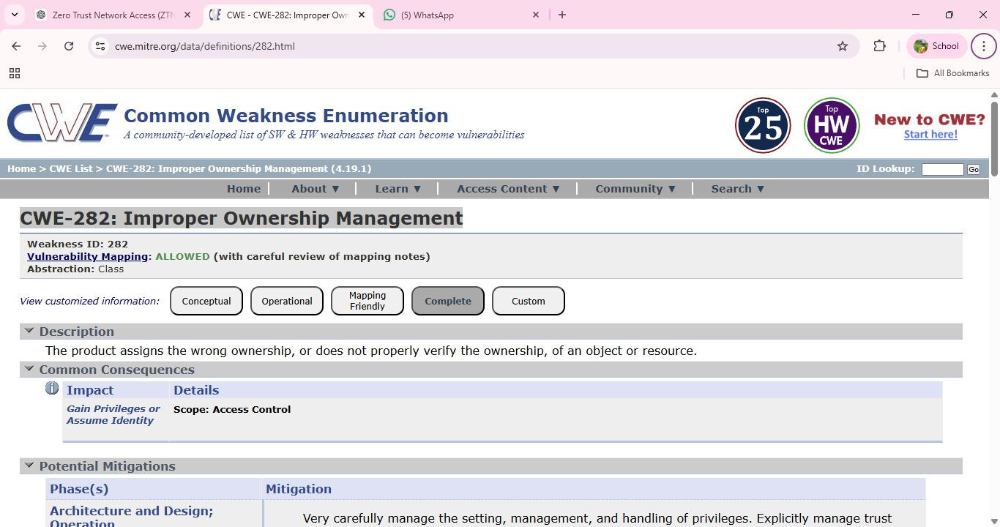 Zero Trust Network Access (ZTN
CWE - CWE-282: Improper Own
(5) WhatsApp
cwe.mitre.org/data/definitions/282.html
School
All Bookmarks
CWE
Common Weakness Enumeration
A community-developed list of SW & HW weaknesses that can become vulnerabilities
Top
25
Top
HW
CWE
New to CWE?
Start here!
Home > CWE List > CWE-282: Improper Ownership Management (4.19.1)
ID Lookup:
Go
Home
About ▼
Learn ▼
Access Content ▼
Community ▼
Search ▼
CWE-282: Improper Ownership Management
Weakness ID: 282
Vulnerability Mapping: ALLOWED (with careful review of mapping notes)
Abstraction: Class
View customized information:
Conceptual
Operational
Mapping
Friendly
Complete
Custom
Description
The product assigns the wrong ownership, or does not properly verify the ownership, of an object or resource.
Common Consequences
Impact
Details
Gain Privileges or
Assume Identity
Scope: Access Control
Potential Mitigations
Phase(s)
Mitigation
Architecture and Design;
Operation
Very carefully manage the setting, management, and handling of privileges. Explicitly manage trust